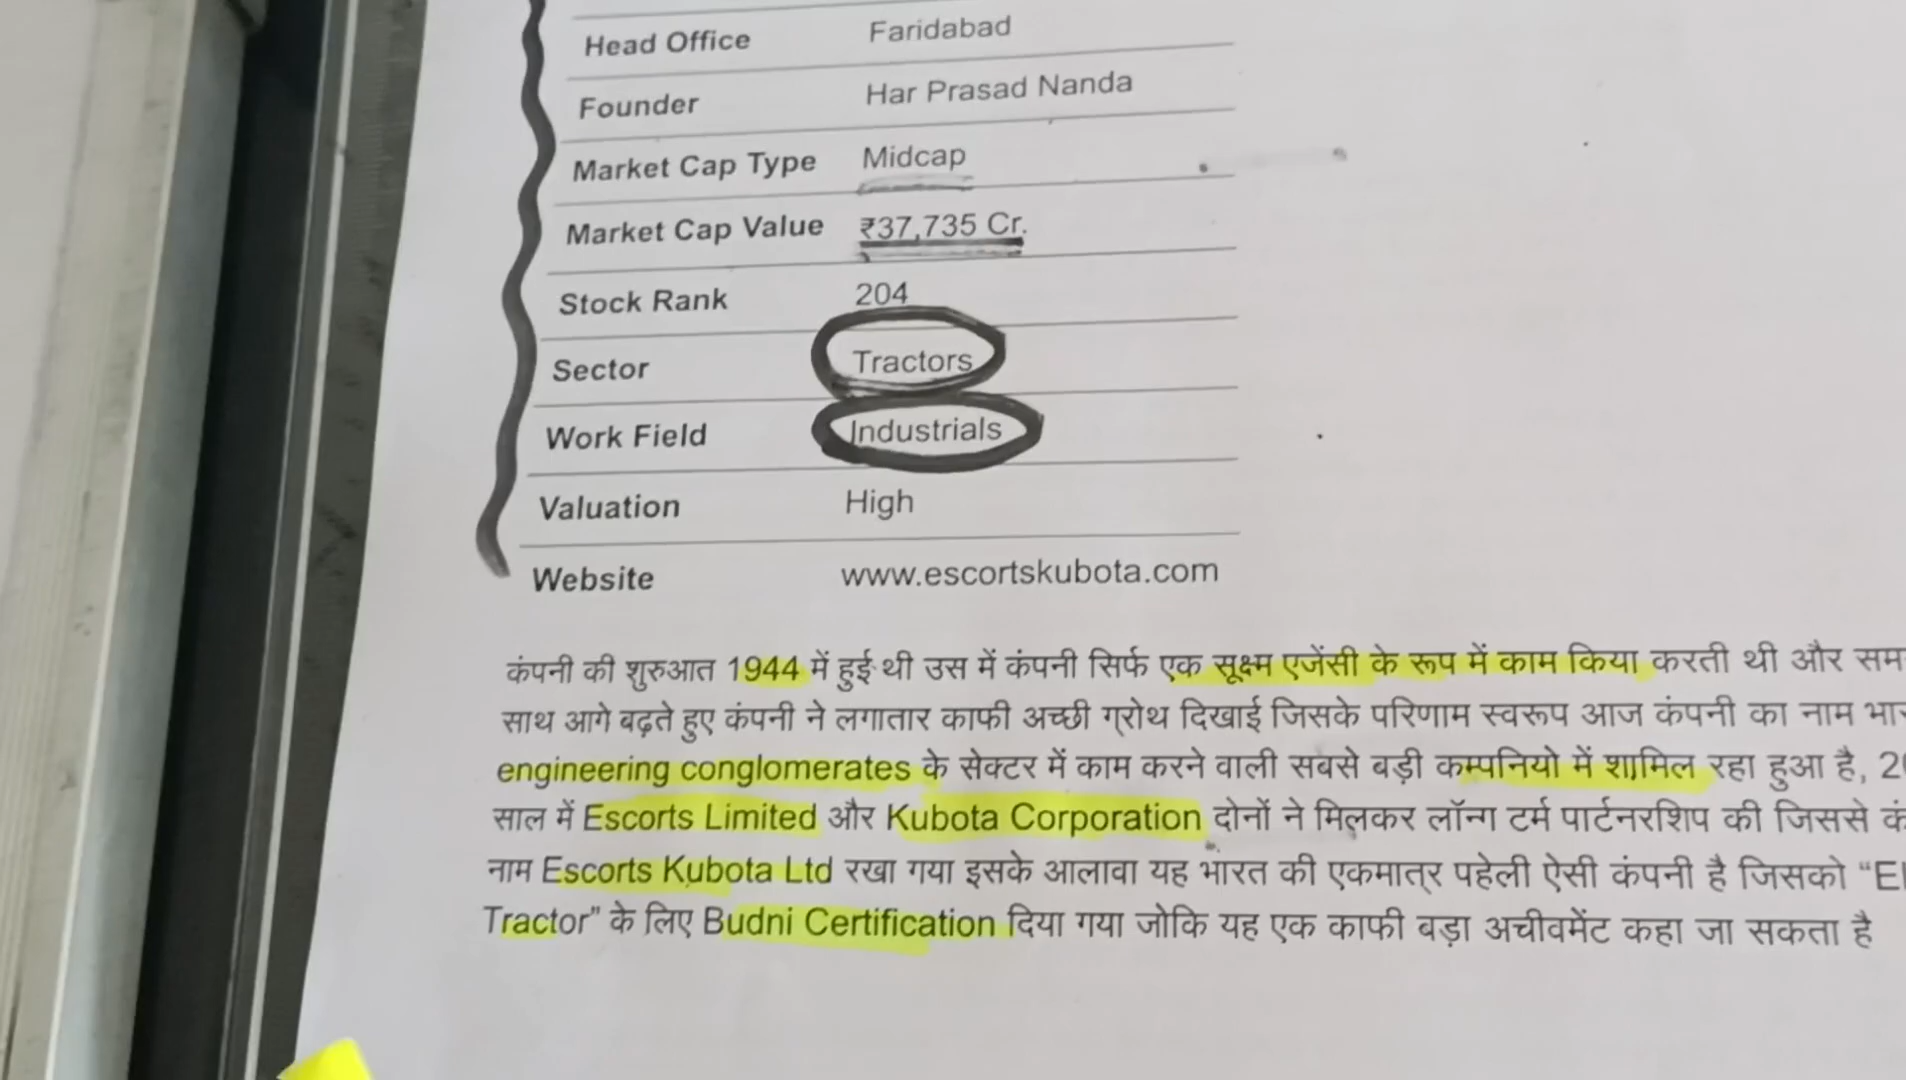 Head Office Faridabad
Founder Har Prasad Nanda
Market Cap Type Midcap
Market Cap Value ₹37,735 Cr.
Stock Rank 204
Sector Tractors
Work Field Industrials
Valuation High
Website www.escortskubota.com
कंपनी की शुरुआत 1944 में हुई थी उस में कंपनी सिर्फ एक सूक्ष्म एजेंसी के रूप में काम किया करती थी और
साथ आगे बढ़ते हुए कंपनी ने लगातार काफी अच्छी ग्रोथ दिखाई जिसके परिणाम स्वरूप आज कंपनी का नाम
engineering conglomerates के सेक्टर में काम करने वाली सबसे बड़ी कम्पनियो में शामिल रहा हुआ है,
साल में Escorts Limited और Kubota Corporation दोनों ने मिलकर लॉन्ग टर्म पार्टनरशिप की जिससे
नाम Escorts Kubota Ltd रखा गया इसके आलावा यह भारत की एकमात्र पहेली ऐसी कंपनी है जिसको
Tractor” के लिए Budni Certification दिया गया जोकि यह एक काफी बड़ा अचीवमेंट कहा जा सकता है